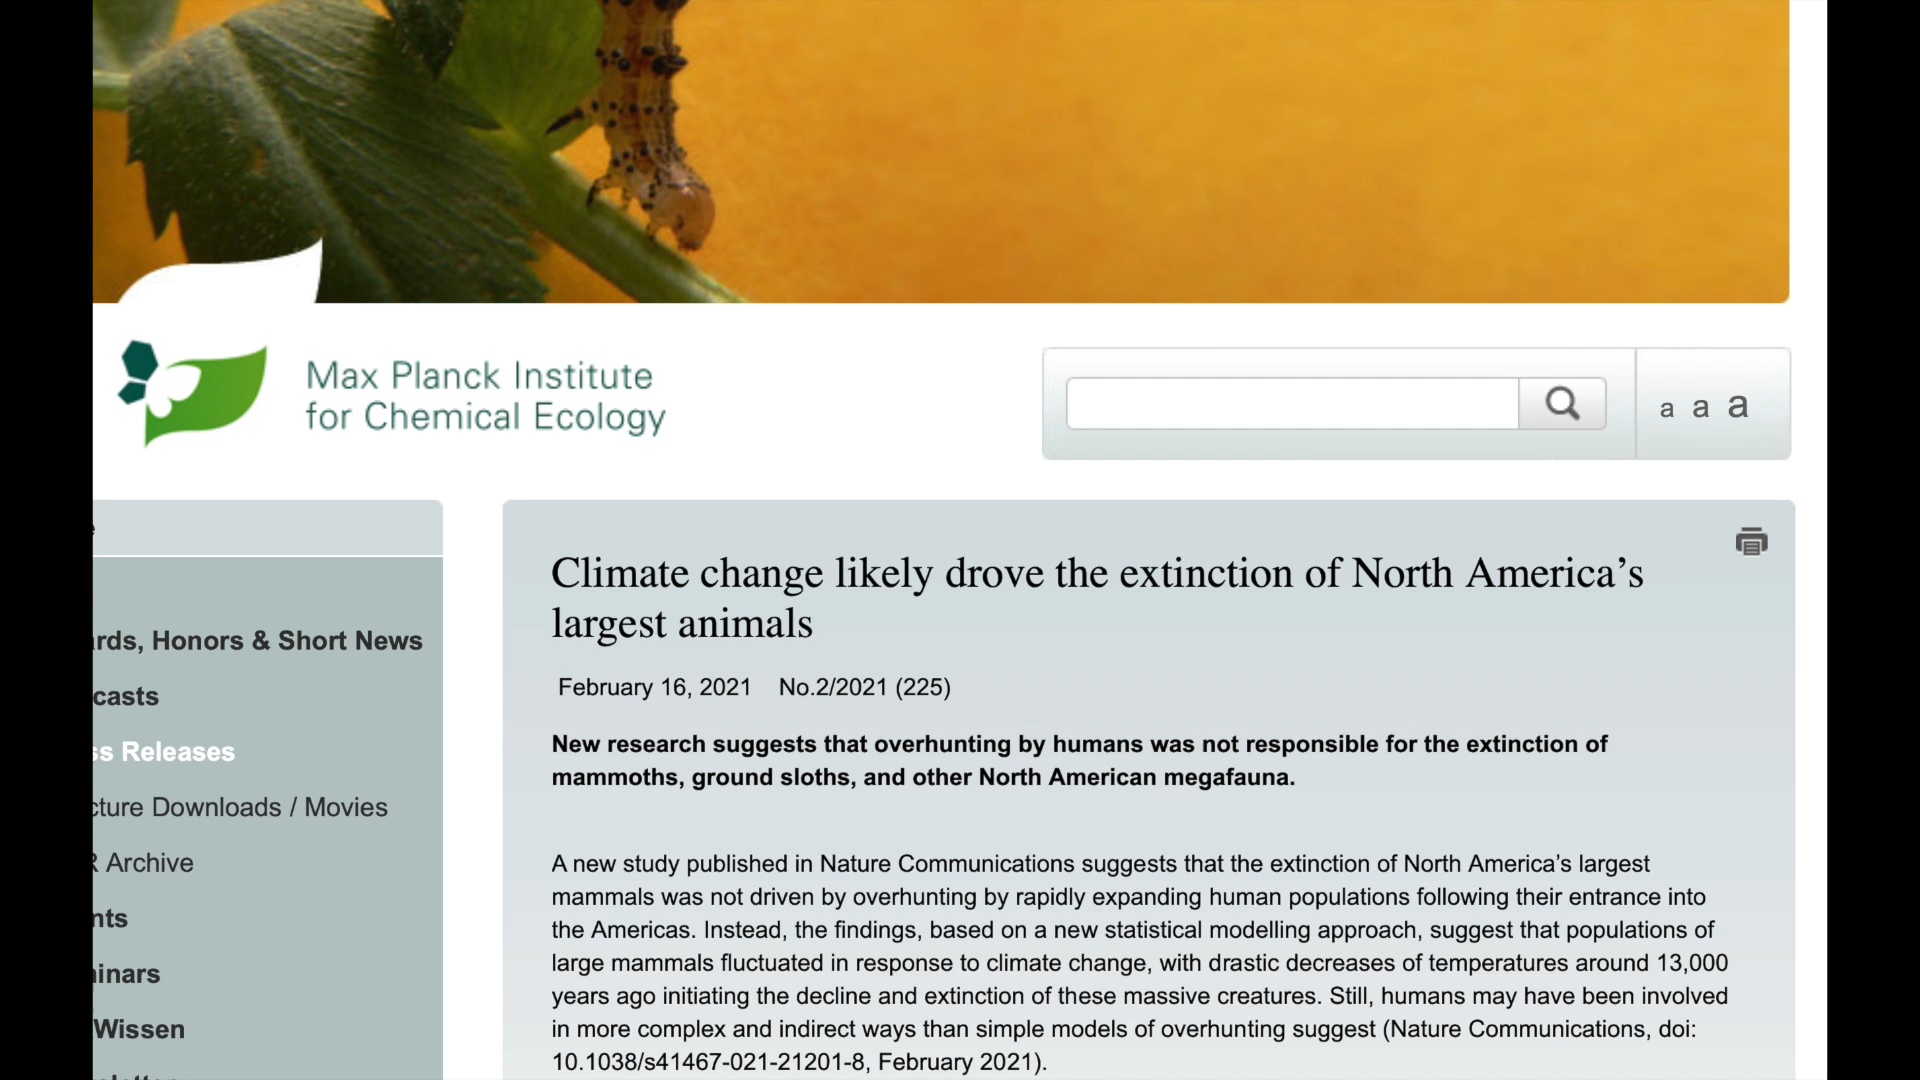 Max Planck Institute
for Chemical Ecology
a a a
e
rds, Honors & Short News
casts
ss Releases
cture Downloads / Movies
R Archive
nts
inars
Wissen
Climate change likely drove the extinction of North America’s
largest animals
February 16, 2021 No.2/2021 (225)
New research suggests that overhunting by humans was not responsible for the extinction of
mammoths, ground sloths, and other North American megafauna.
A new study published in Nature Communications suggests that the extinction of North America’s largest
mammals was not driven by overhunting by rapidly expanding human populations following their entrance into
the Americas. Instead, the findings, based on a new statistical modelling approach, suggest that populations of
large mammals fluctuated in response to climate change, with drastic decreases of temperatures around 13,000
years ago initiating the decline and extinction of these massive creatures. Still, humans may have been involved
in more complex and indirect ways than simple models of overhunting suggest (Nature Communications, doi:
10.1038/s41467-021-21201-8, February 2021).